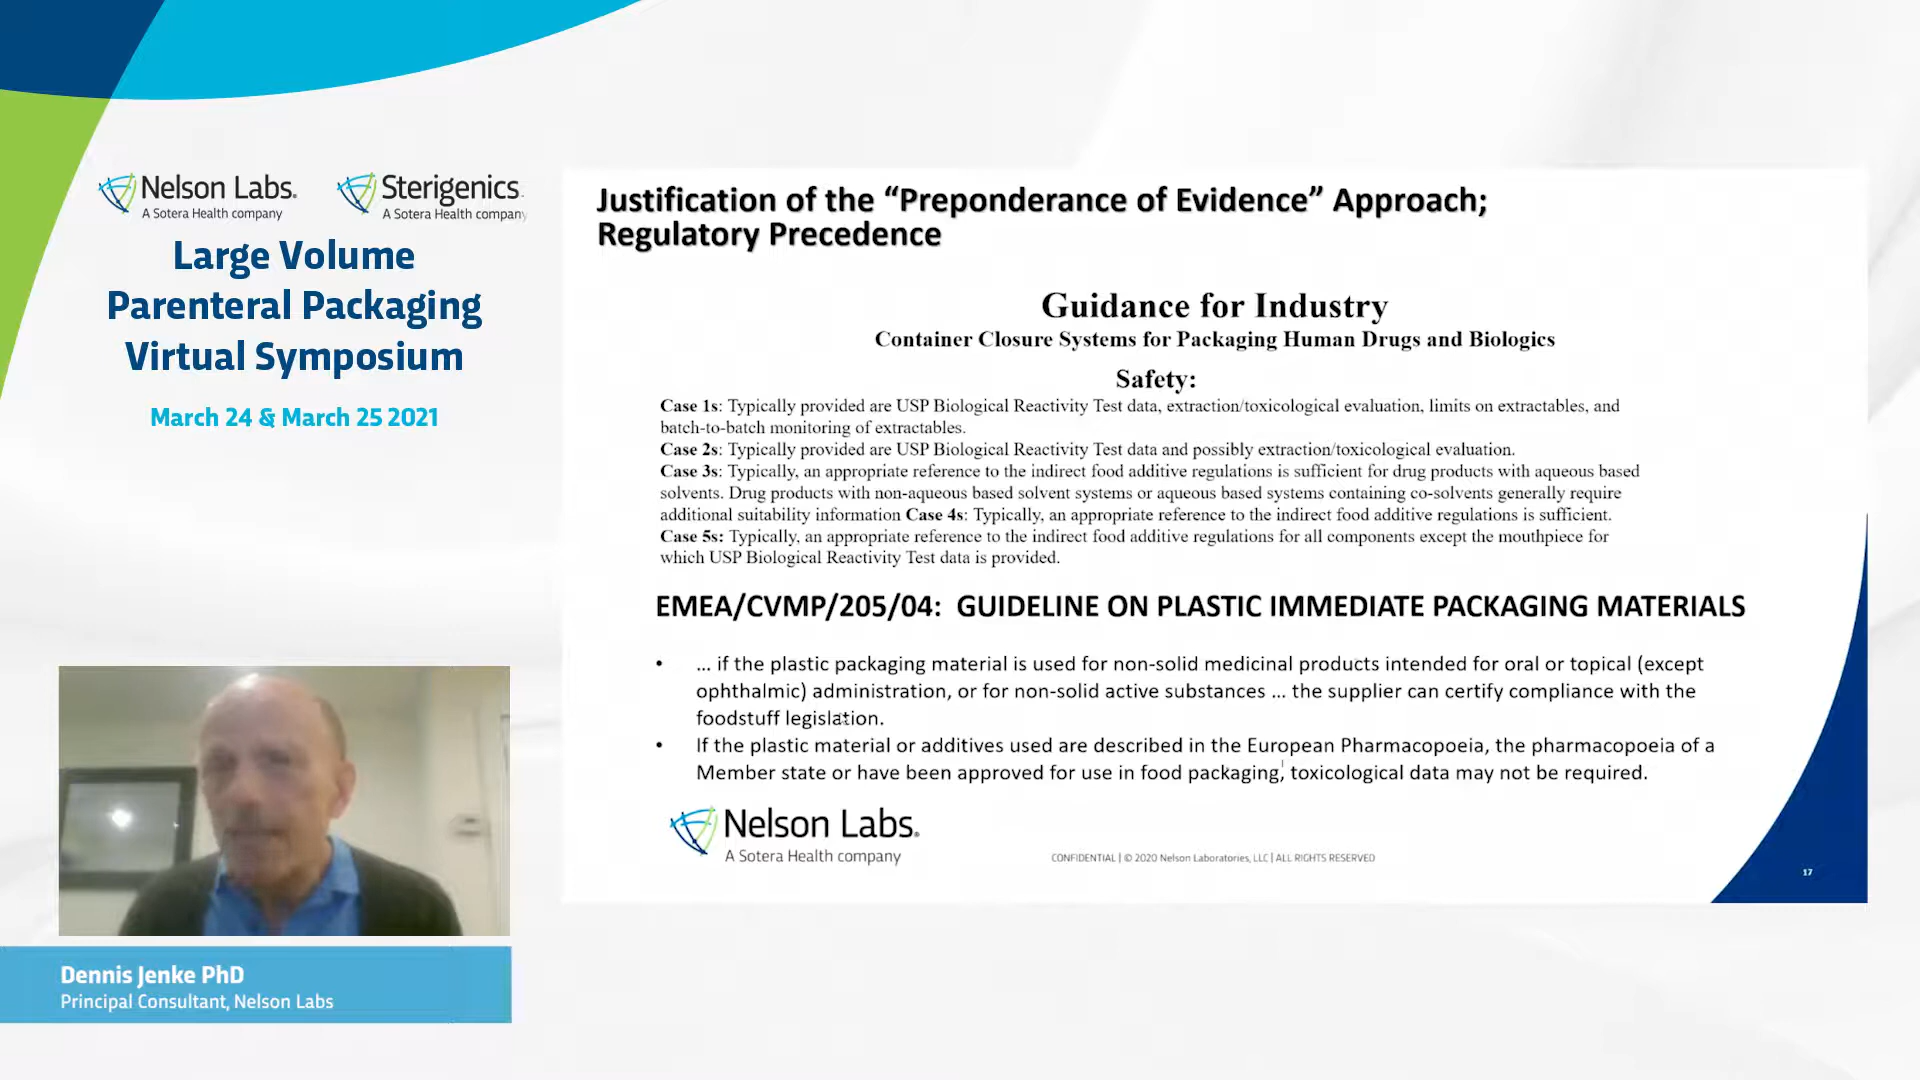 Nelson Labs.
A Sotera Health company
Sterigenics
A Sotera Health company
Large Volume
Parenteral Packaging
Virtual Symposium
March 24 & March 25 2021
Justification of the “Preponderance of Evidence” Approach;
Regulatory Precedence
Guidance for Industry
Container Closure Systems for Packaging Human Drugs and Biologics
Safety:
Case 1s: Typically provided are USP Biological Reactivity Test data, extraction/toxicological evaluation, limits on extractables, and
batch-to-batch monitoring of extractables.
Case 2s: Typically provided are USP Biological Reactivity Test data and possibly extraction/toxicological evaluation.
Case 3s: Typically, an appropriate reference to the indirect food additive regulations is sufficient for drug products with aqueous based
solvents. Drug products with non-aqueous based solvent systems or aqueous based systems containing co-solvents generally require
additional suitability information Case 4s: Typically, an appropriate reference to the indirect food additive regulations is sufficient.
Case 5s: Typically, an appropriate reference to the indirect food additive regulations for all components except the mouthpiece for
which USP Biological Reactivity Test data is provided.
EMEA/CVMP/205/04: GUIDELINE ON PLASTIC IMMEDIATE PACKAGING MATERIALS
• ... if the plastic packaging material is used for non-solid medicinal products intended for oral or topical (except
ophthalmic) administration, or for non-solid active substances ... the supplier can certify compliance with the
foodstuff legislation.
• If the plastic material or additives used are described in the European Pharmacopoeia, the pharmacopoeia of a
Member state or have been approved for use in food packaging, toxicological data may not be required.
Nelson Labs.
A Sotera Health company
CONFIDENTIAL | © 2020 Nelson Laboratories, LLC | ALL RIGHTS RESERVED
17
Dennis Jenke PhD
Principal Consultant, Nelson Labs